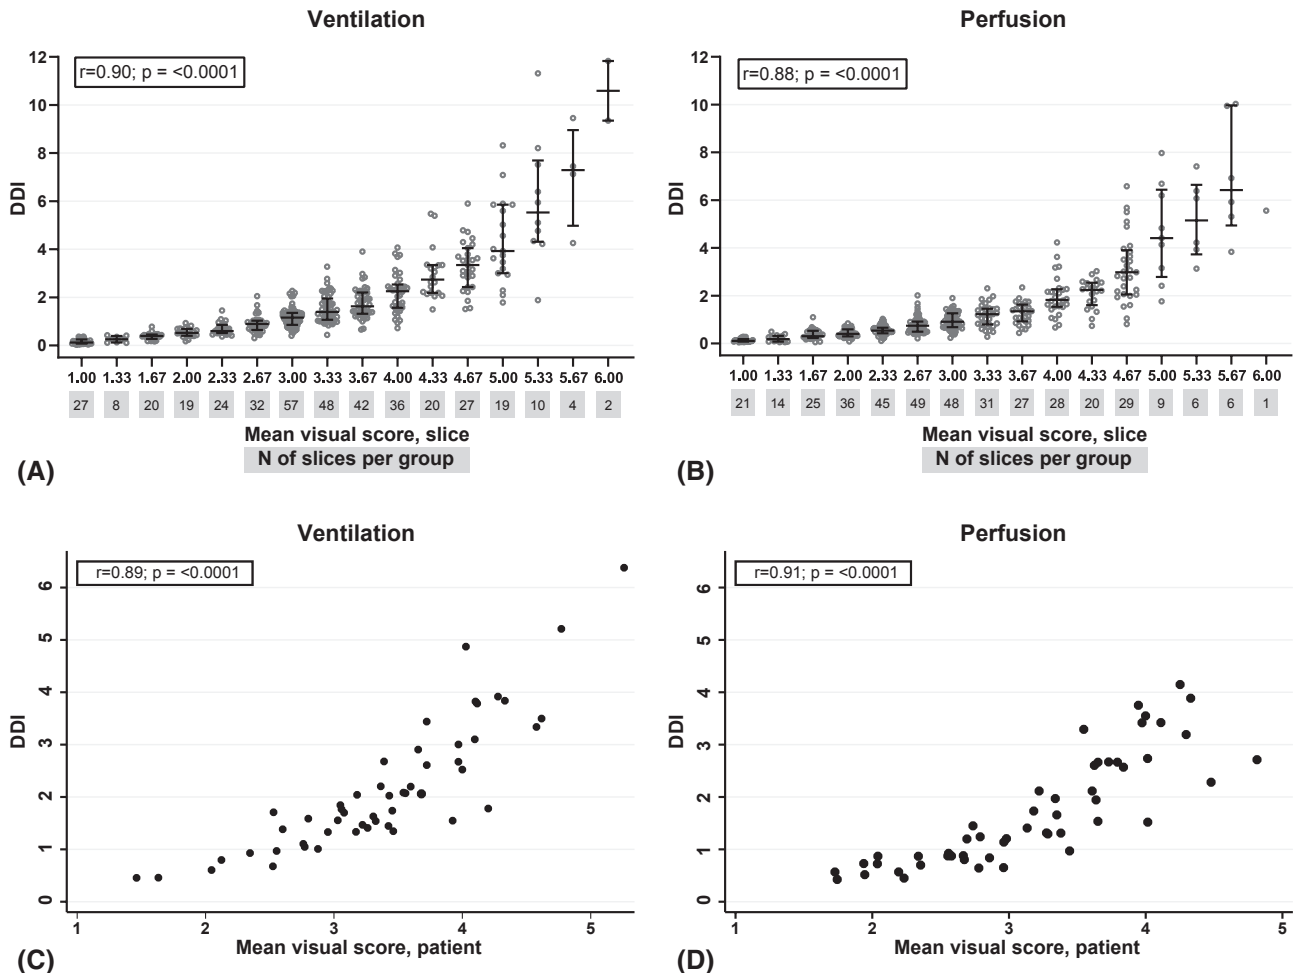 Ventilation
r=0.90; p = <0.0001
12
10
8
6
4
2
0
DDI
1.00 1.33 1.67 2.00 2.33 2.67 3.00 3.33 3.67 4.00 4.33 4.67 5.00 5.33 5.67 6.00
27 8 20 19 24 32 57 48 42 36 20 27 19 10 4 2
Mean visual score, slice
N of slices per group
(A)
Perfusion
r=0.88; p = <0.0001
12
10
8
6
4
2
0
DDI
1.00 1.33 1.67 2.00 2.33 2.67 3.00 3.33 3.67 4.00 4.33 4.67 5.00 5.33 5.67 6.00
21 14 25 36 45 49 48 31 27 28 20 29 9 6 6 1
Mean visual score, slice
N of slices per group
(B)
Ventilation
r=0.89; p = <0.0001
6
5
4
3
2
1
0
DDI
1 2 3 4 5
Mean visual score, patient
(C)
Perfusion
r=0.91; p = <0.0001
6
5
4
3
2
1
0
DDI
1 2 3 4 5
Mean visual score, patient
(D)